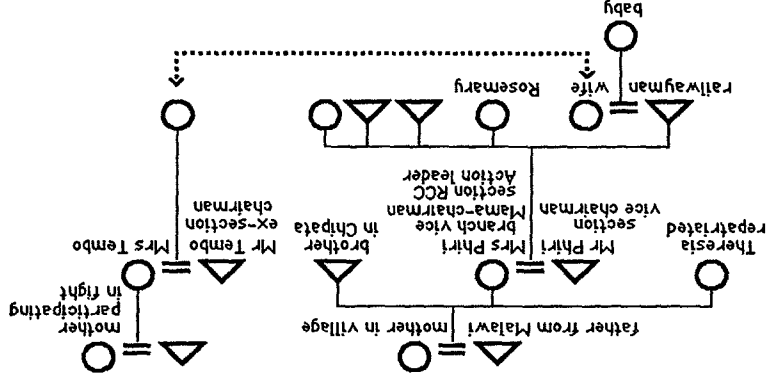 father from Malawi
mother in village
mother
participating
in fight
Theresia
repatriated
Mr Phiri
section
vice chairman
Mrs Phiri
branch vice
Mama-chairman
section RCC
Action leader
brother
in Chipata
Mr Tembo
ex-section
chairman
Mrs Tembo
railwayman
wife
Rosemary
baby